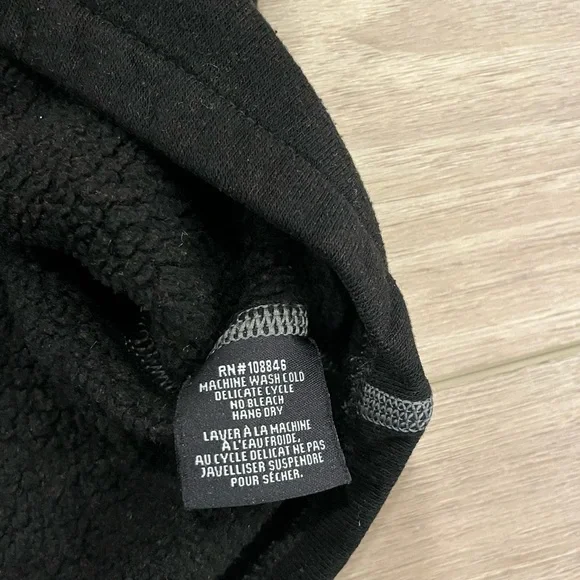 RN#108846
MACHINE WASH COLD
DELICATE CYCLE
NO BLEACH
HANG DRY
LAVER À LA MACHINE
À L'EAU FROIDE,
AU CYCLE DELICAT NE PAS
JAVELLISER SUSPENDRE
POUR SÉCHER.